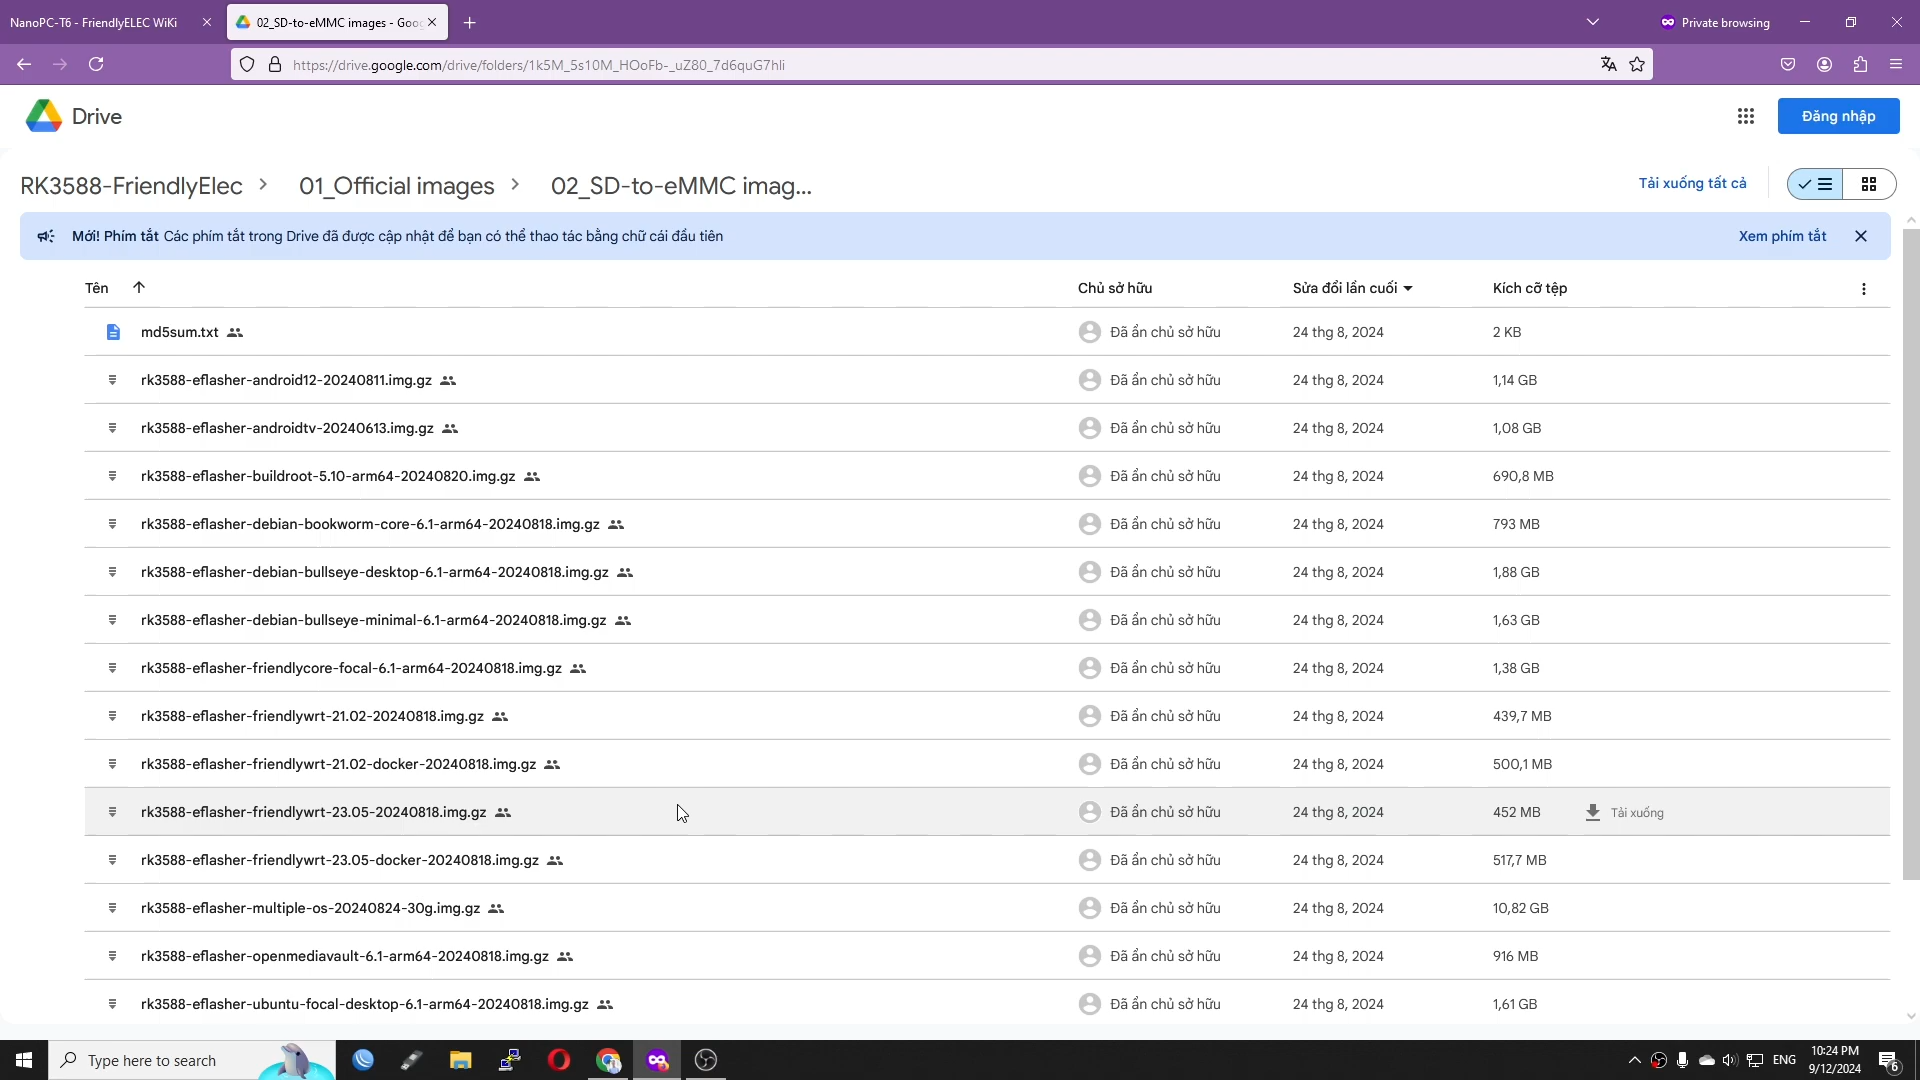 NanoPC-T6 - FriendlyELEC WiKi
02_SD-to-eMMC images - Goog
Private browsing
https://drive.google.com/drive/folders/1k5M_5s10M_HOoFb-_uZ80_7d6quG7hli
Drive
Đăng nhập
RK3588-FriendlyElec
01_Official images
02_SD-to-eMMC imag...
Tải xuống tất cả
Mới! Phím tắt Các phím tắt trong Drive đã được cập nhật để bạn có thể thao tác bằng chữ cái đầu tiên
Xem phím tắt
Tên Chủ sở hữu Sửa đổi lần cuối Kích cỡ tệp
md5sum.txt Đã ẩn chủ sở hữu 24 thg 8, 2024 2 KB
rk3588-eflasher-android12-20240811.img.gz Đã ẩn chủ sở hữu 24 thg 8, 2024 1,14 GB
rk3588-eflasher-androidtv-20240613.img.gz Đã ẩn chủ sở hữu 24 thg 8, 2024 1,08 GB
rk3588-eflasher-buildroot-5.10-arm64-20240820.img.gz Đã ẩn chủ sở hữu 24 thg 8, 2024 690,8 MB
rk3588-eflasher-debian-bookworm-core-6.1-arm64-20240818.img.gz Đã ẩn chủ sở hữu 24 thg 8, 2024 793 MB
rk3588-eflasher-debian-bullseye-desktop-6.1-arm64-20240818.img.gz Đã ẩn chủ sở hữu 24 thg 8, 2024 1,88 GB
rk3588-eflasher-debian-bullseye-minimal-6.1-arm64-20240818.img.gz Đã ẩn chủ sở hữu 24 thg 8, 2024 1,63 GB
rk3588-eflasher-friendlycore-focal-6.1-arm64-20240818.img.gz Đã ẩn chủ sở hữu 24 thg 8, 2024 1,38 GB
rk3588-eflasher-friendlywrt-21.02-20240818.img.gz Đã ẩn chủ sở hữu 24 thg 8, 2024 439,7 MB
rk3588-eflasher-friendlywrt-21.02-docker-20240818.img.gz Đã ẩn chủ sở hữu 24 thg 8, 2024 500,1 MB
rk3588-eflasher-friendlywrt-23.05-20240818.img.gz Đã ẩn chủ sở hữu 24 thg 8, 2024 452 MB Tải xuống
rk3588-eflasher-friendlywrt-23.05-docker-20240818.img.gz Đã ẩn chủ sở hữu 24 thg 8, 2024 517,7 MB
rk3588-eflasher-multiple-os-20240824-30g.img.gz Đã ẩn chủ sở hữu 24 thg 8, 2024 10,82 GB
rk3588-eflasher-openmediavault-6.1-arm64-20240818.img.gz Đã ẩn chủ sở hữu 24 thg 8, 2024 916 MB
rk3588-eflasher-ubuntu-focal-desktop-6.1-arm64-20240818.img.gz Đã ẩn chủ sở hữu 24 thg 8, 2024 1,61 GB
Type here to search
ENG
10:24 PM
9/12/2024
6